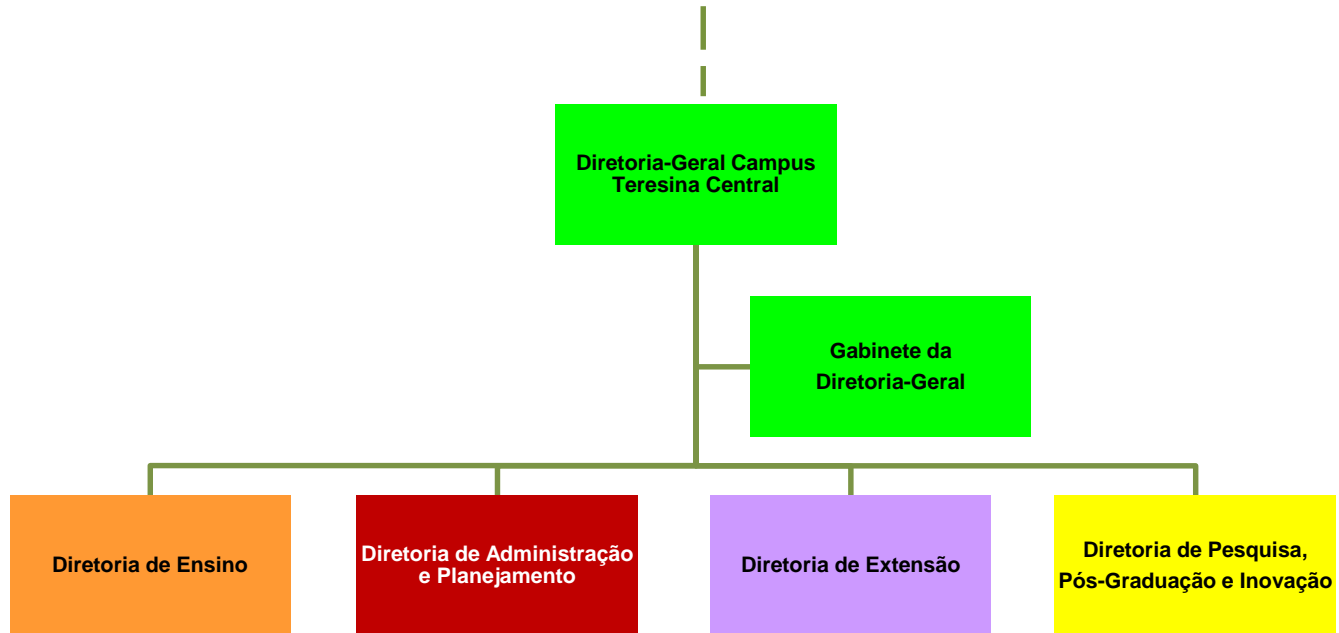 Diretoria-Geral Campus
Teresina Central
Gabinete da
Diretoria-Geral
Diretoria de Ensino
Diretoria de Administração
e Planejamento
Diretoria de Extensão
Diretoria de Pesquisa,
Pós-Graduação e Inovação